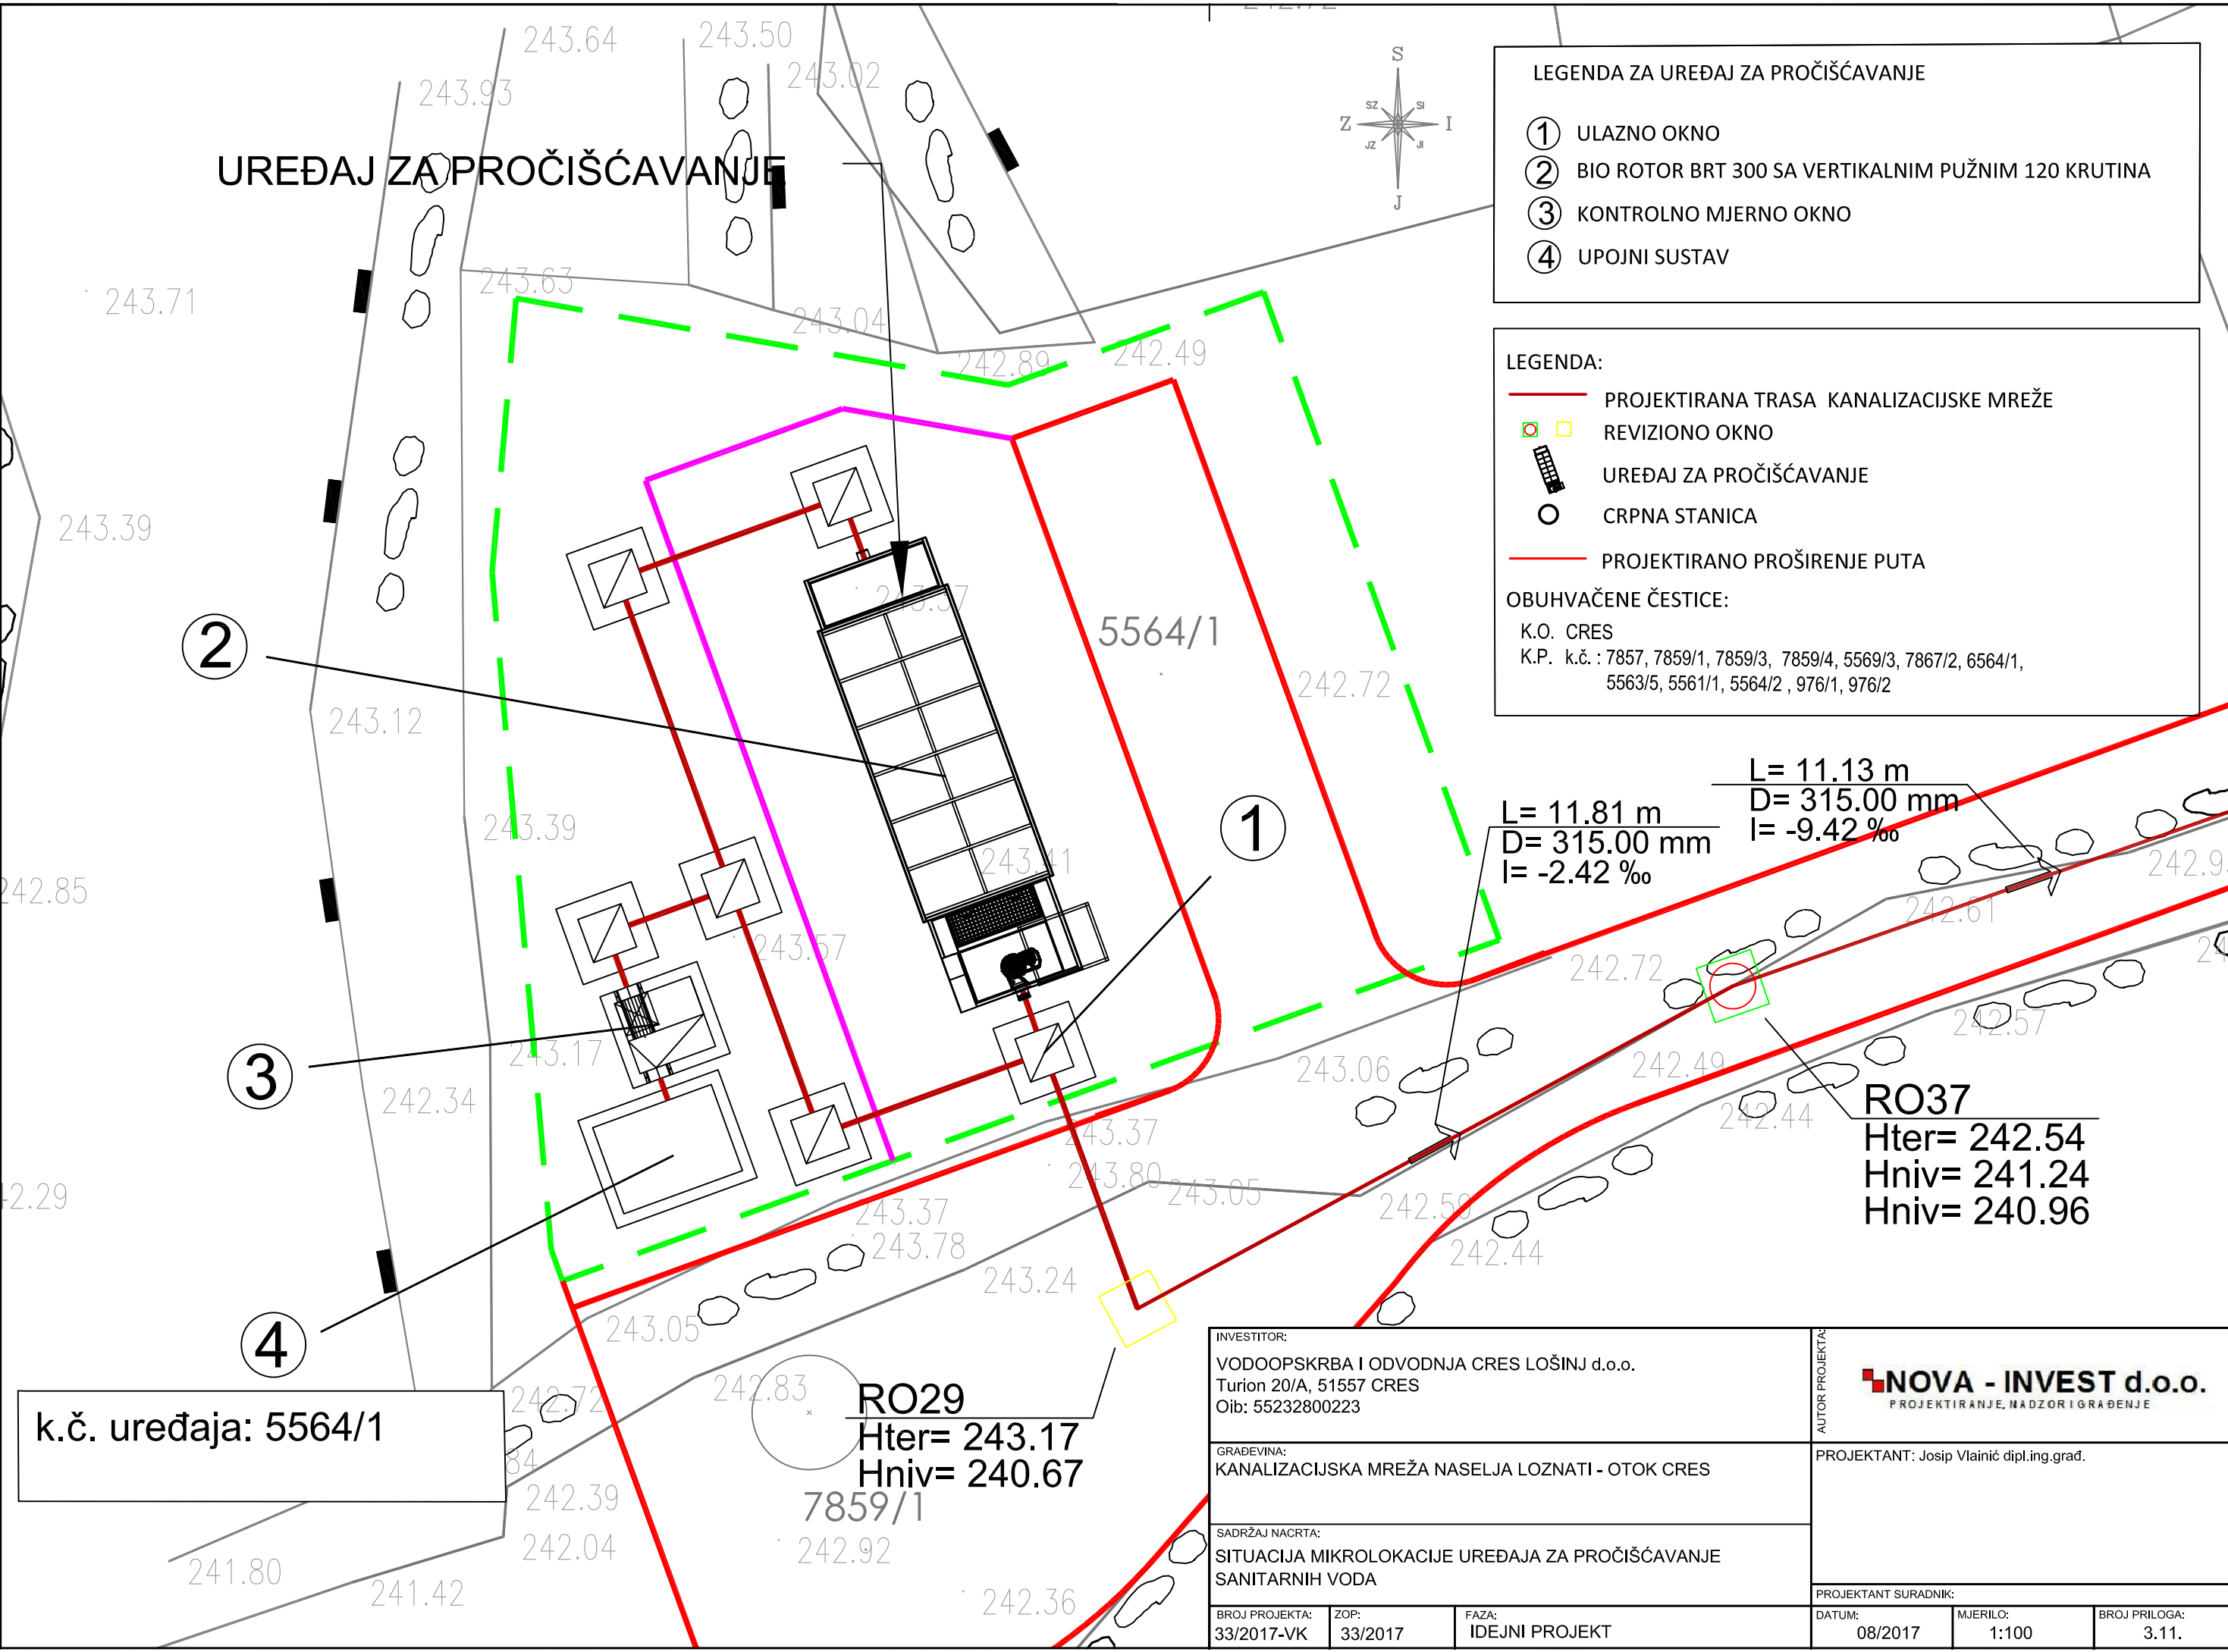 243.64
243.50
243.02
243.93
UREĐAJ ZA PROČIŠĆAVANJE
S
SZ
SI
Z
I
JZ
JI
J
LEGENDA ZA UREĐAJ ZA PROČIŠĆAVANJE
1 ULAZNO OKNO
2 BIO ROTOR BRT 300 SA VERTIKALNIM PUŽNIM 120 KRUTINA
3 KONTROLNO MJERNO OKNO
4 UPOJNI SUSTAV
243.71
243.63
243.04
242.89
242.49
LEGENDA:
PROJEKTIRANA TRASA KANALIZACIJSKE MREŽE
REVIZIONO OKNO
UREĐAJ ZA PROČIŠĆAVANJE
CRPNA STANICA
PROJEKTIRANO PROŠIRENJE PUTA
OBUHVAČENE ČESTICE:
K.O. CRES
K.P. k.č. : 7857, 7859/1, 7859/3, 7859/4, 5569/3, 7867/2, 6564/1,
5563/5, 5561/1, 5564/2 , 976/1, 976/2
243.39
2
5564/1
242.72
243.12
243.39
243.41
1
L= 11.81 m
D= 315.00 mm
I= -2.42 ‰
L= 11.13 m
D= 315.00 mm
I= -9.42 ‰
242.85
243.57
242.61
242.72
242.57
3
243.17
242.34
243.06
242.49
242.44
243.37
243.80
243.05
242.59
242.44
RO37
Hter= 242.54
Hniv= 241.24
Hniv= 240.96
243.37
243.78
243.24
4
243.05
k.č. uređaja: 5564/1
242.72
242.83
RO29
Hter= 243.17
Hniv= 240.67
7859/1
242.39
242.04
242.92
241.80
241.42
242.36
INVESTITOR:
VODOOPSKRBA I ODVODNJA CRES LOŠINJ d.o.o.
Turion 20/A, 51557 CRES
Oib: 55232800223
AUTOR PROJEKTA:
NOVA - INVEST d.o.o.
PROJEKTIRANJE, NADZOR I GRAĐENJE
GRAĐEVINA:
KANALIZACIJSKA MREŽA NASELJA LOZNATI - OTOK CRES
PROJEKTANT: Josip Vlainić dipl.ing.građ.
SADRŽAJ NACRTA:
SITUACIJA MIKROLOKACIJE UREĐAJA ZA PROČIŠĆAVANJE
SANITARNIH VODA
PROJEKTANT SURADNIK:
BROJ PROJEKTA:
33/2017-VK
ZOP:
33/2017
FAZA:
IDEJNI PROJEKT
DATUM:
08/2017
MJERILO:
1:100
BROJ PRILOGA:
3.11.